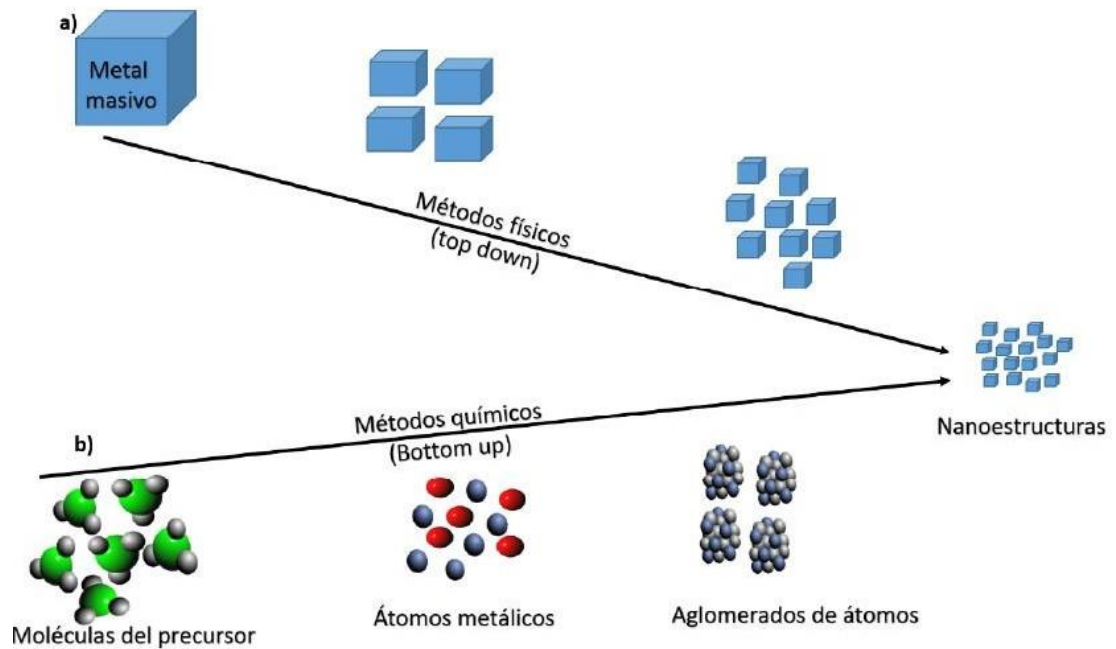 a)
Metal
masivo
Métodos físicos
(top down)
Métodos químicos
(Bottom up)
Nanoestructuras
b)
Moléculas del precursor
Átomos metálicos
Aglomerados de átomos